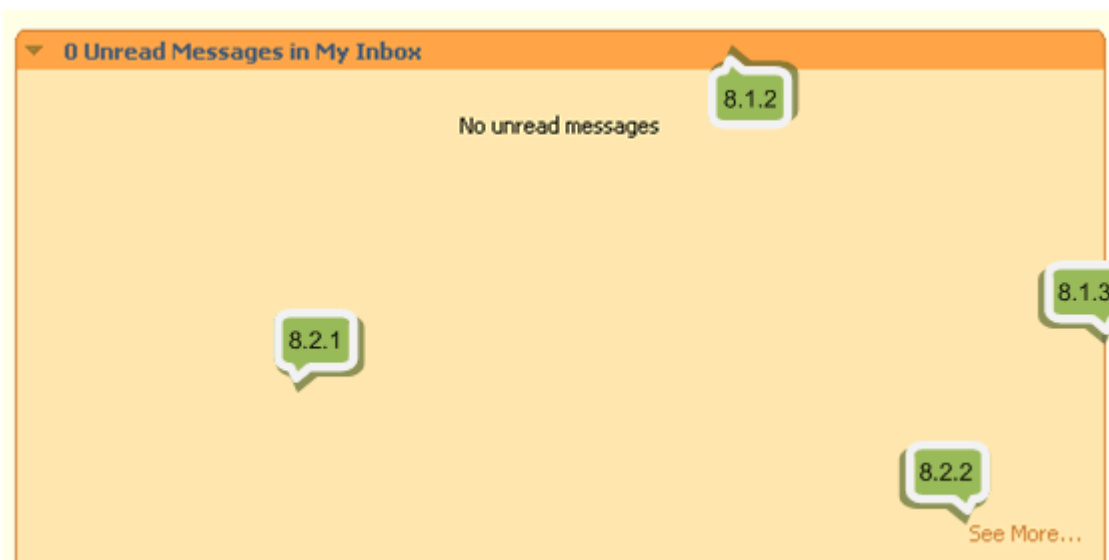 0 Unread Messages in My Inbox
8.1.2
No unread messages
8.1.3
8.2.1
8.2.2
See More...